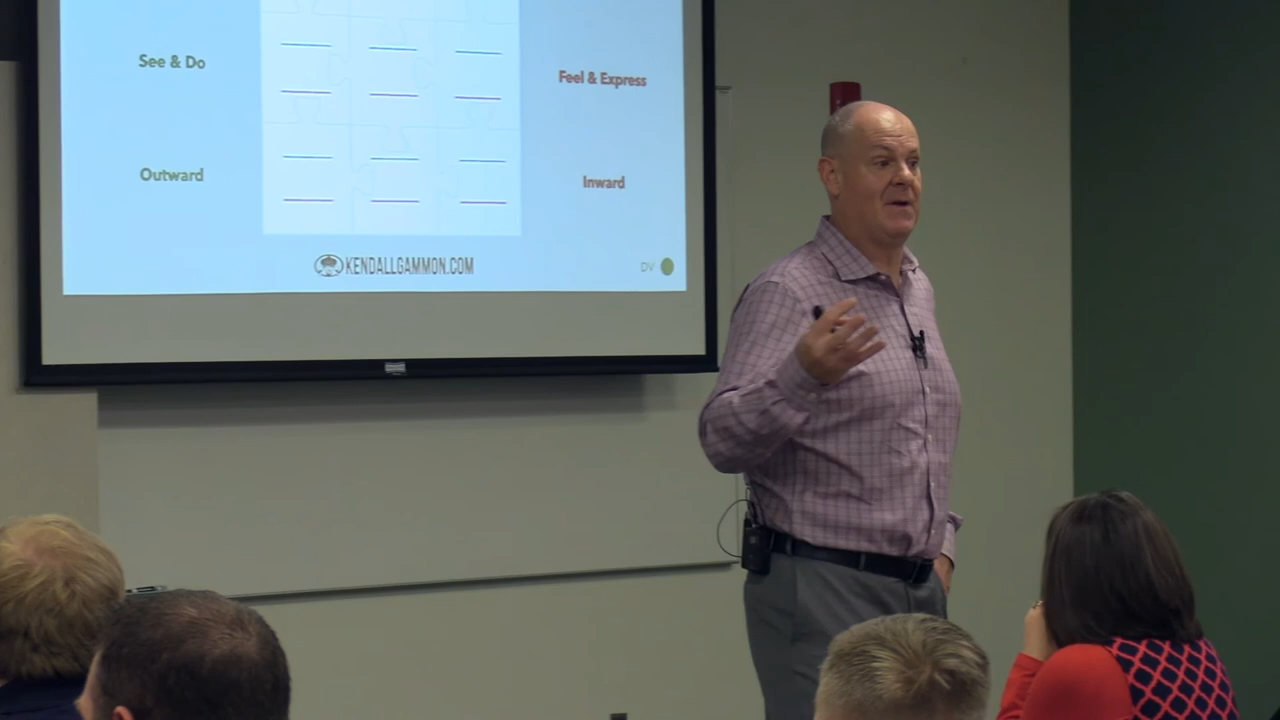 See & Do
Feel & Express
Outward
Inward
KENDALLGAMMON.COM
DV